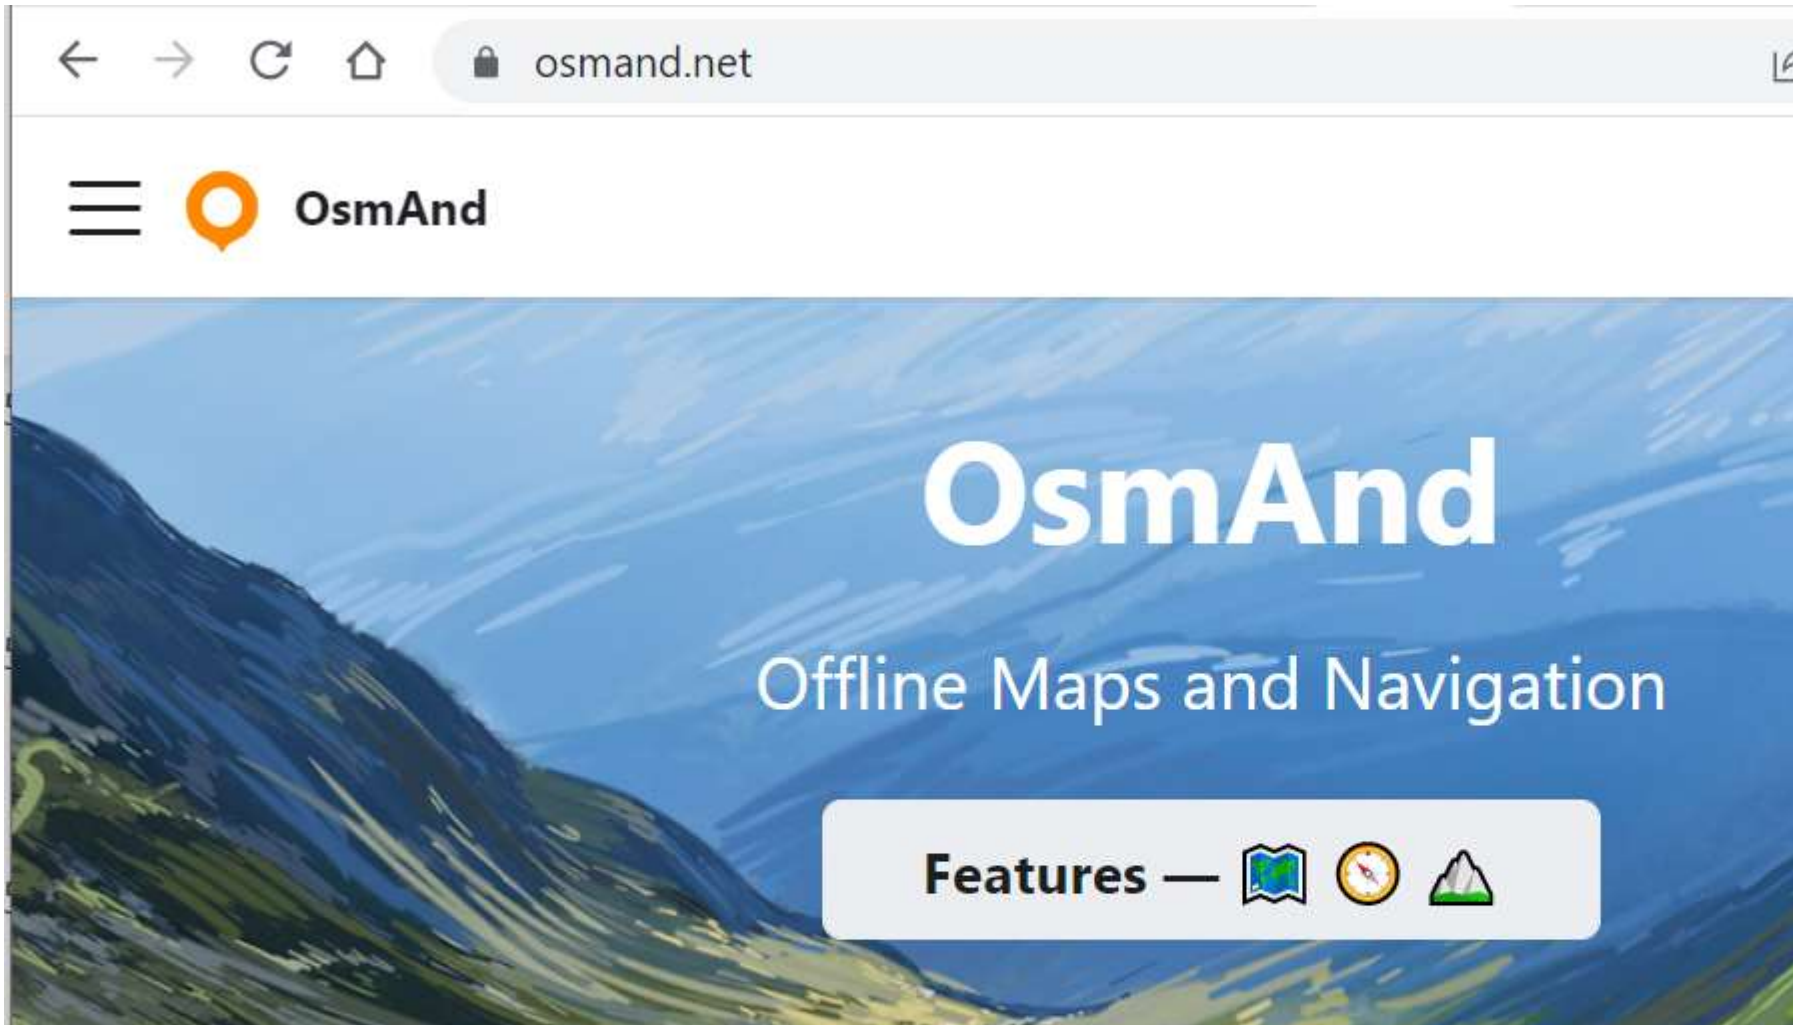 osmand.net
OsmAnd
OsmAnd
Offline Maps and Navigation
Features —